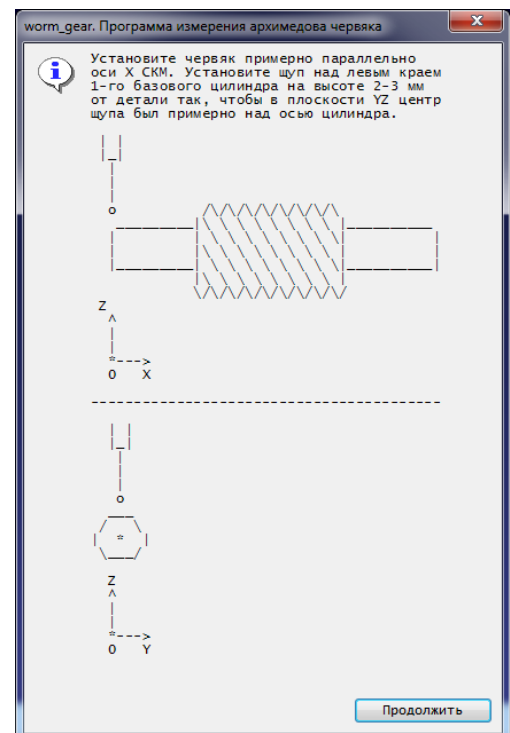 worm_gear. Программа измерения архимедова червяка
Установите червяк примерно параллельно
оси X СКМ. Установите щуп над левым краем
1-го базового цилиндра на высоте 2-3 мм
от детали так, чтобы в плоскости YZ центр
щупа был примерно над осью цилиндра.
Z
O X
Z
O Y
Продолжить